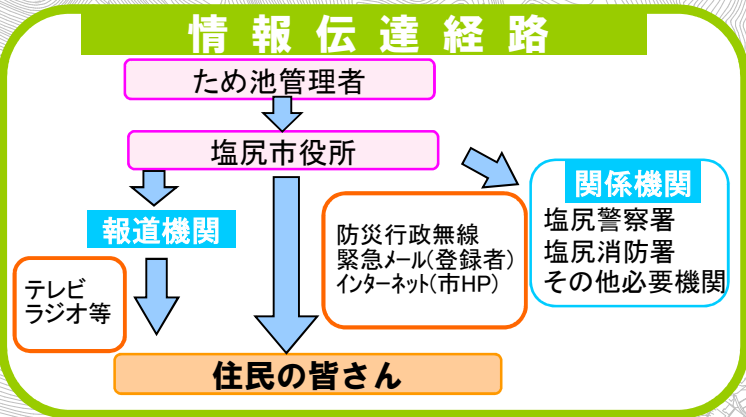 情報伝達経路
ため池管理者
塩尻市役所
報道機関
テレビ
ラジオ等
防災行政無線
緊急メール(登録者)
インターネット(市HP)
関係機関
塩尻警察署
塩尻消防署
その他必要機関
住民の皆さん